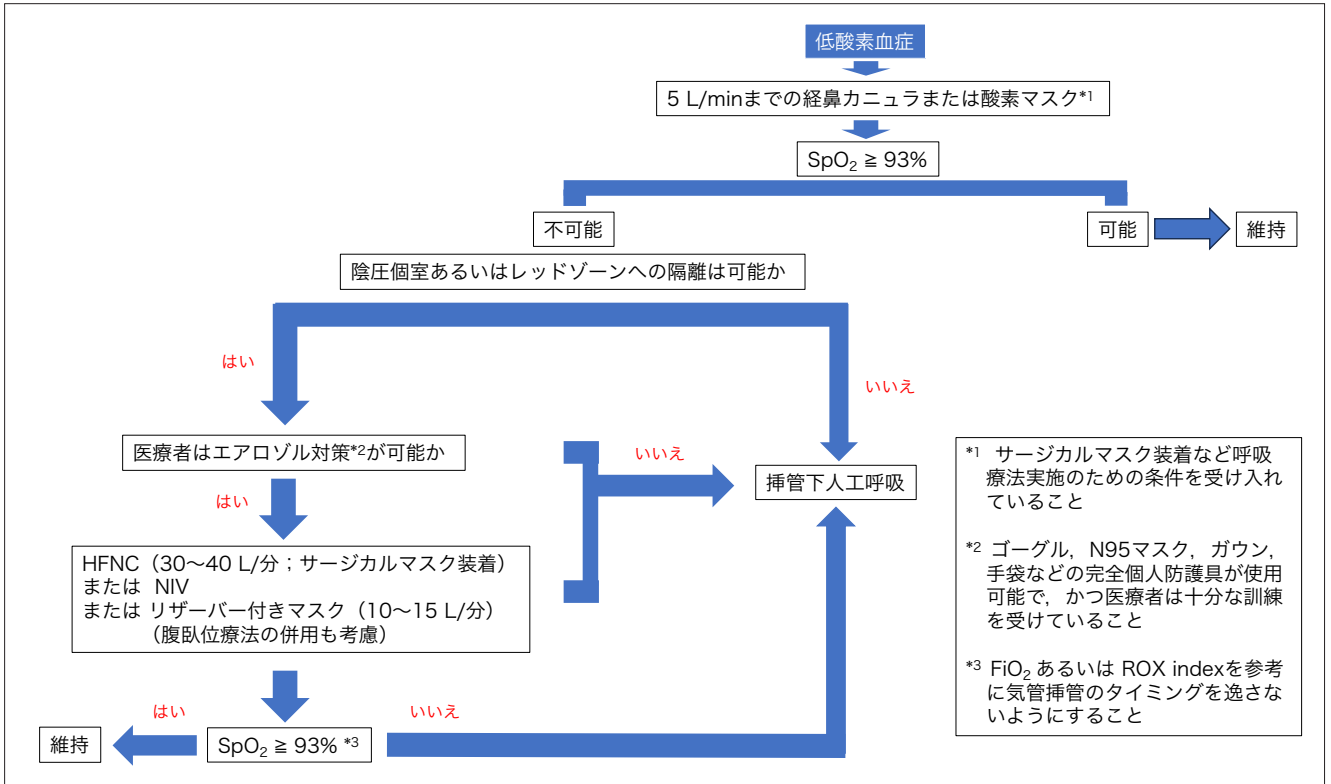 低酸素血症
5 L/minまでの経鼻カニュラまたは酸素マスク*1
SpO2 ≧ 93%
不可能
可能
維持
陰圧個室あるいはレッドゾーンへの隔離は可能か
はい
いいえ
医療者はエアロゾル対策*2が可能か
いいえ
挿管下人工呼吸
はい
HFNC（30〜40 L/分；サージカルマスク装着）
または NIV
または リザーバー付きマスク（10〜15 L/分）
（腹臥位療法の併用も考慮）
はい
いいえ
維持
SpO2 ≧ 93% *3
*1 サージカルマスク装着など呼吸
療法実施のための条件を受け入れ
ていること
*2 ゴーグル，N95マスク，ガウン，
手袋などの完全個人防護具が使用
可能で，かつ医療者は十分な訓練
を受けていること
*3 FiO2 あるいは ROX indexを参考
に気管挿管のタイミングを逸さな
いようにすること